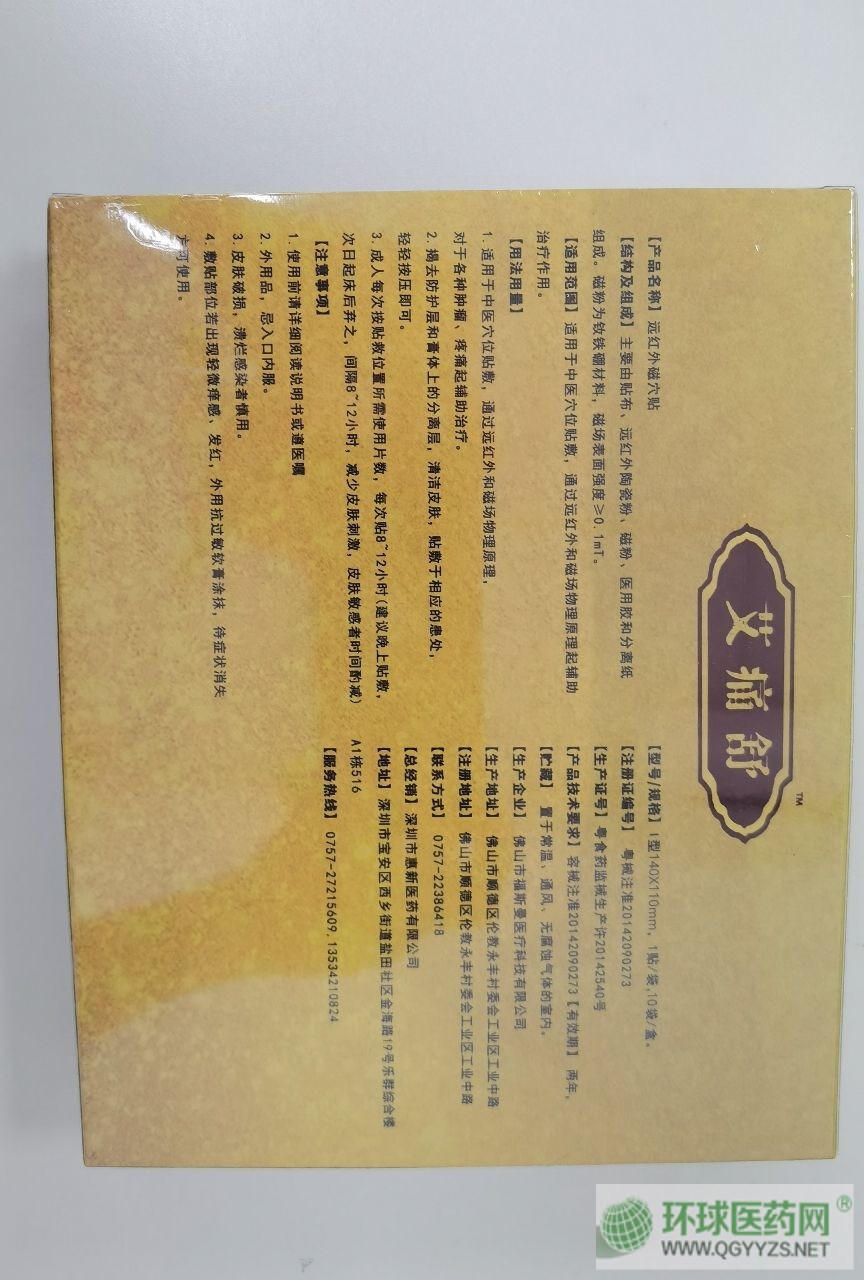 艾痛舒
TM
【产品名称】远红外磁穴贴
【结构及组成】主要由贴布、远红外陶瓷粉、磁粉、医用胶和分离纸
组成。磁粉为钕铁硼材料，磁场表面强度≥0.1mT。
【适用范围】适用于中医穴位贴敷，通过远红外和磁场物理原理起辅助
治疗作用。
【用法用量】
1. 适用于中医穴位贴敷，通过远红外和磁场物理原理，
对于各种肿瘤、疼痛起辅助治疗。
2. 揭去防护层和膏体上的分离层，清洁皮肤，贴敷于相应的患处，
轻轻按压即可。
3. 成人每次按贴敷位置所需使用片数，每次贴8~12小时(建议晚上贴敷，
次日起床后弃之，间隔8~12小时，减少皮肤刺激，皮肤敏感者时间酌减)
【注意事项】
1. 使用前请详细阅读说明书或遵医嘱
2. 外用品，忌入口内服。
3. 皮肤破损，溃烂感染者慎用。
4. 敷贴部位若出现轻微痒感、发红，外用抗过敏软膏涂抹，待症状消失
方可使用。
【型号/规格】I型140X110mm，1贴/袋,10袋/盒。
【注册证编号】 粤械注准20142090273
【生产证号】粤食药监械生产许20142540号
【产品技术要求】容械注准20142090273【有效期】 两年，
【贮藏】 置于常温、通风、无腐蚀气体的室内。
【生产企业】 佛山市福斯曼医疗科技有限公司
【生产地址】 佛山市顺德区伦教永丰村委会工业区工业中路
【注册地址】 佛山市顺德区伦教永丰村委会工业区工业中路
【联系方式】 0757-22386418
【总经销】深圳市惠新医药有限公司
【地址】深圳市宝安区西乡街道盐田社区金海路19号乐群综合楼
A1栋516
【服务热线】 0757-27215609.13534210824
环球医药网®
WWW.QGYYZS.NET